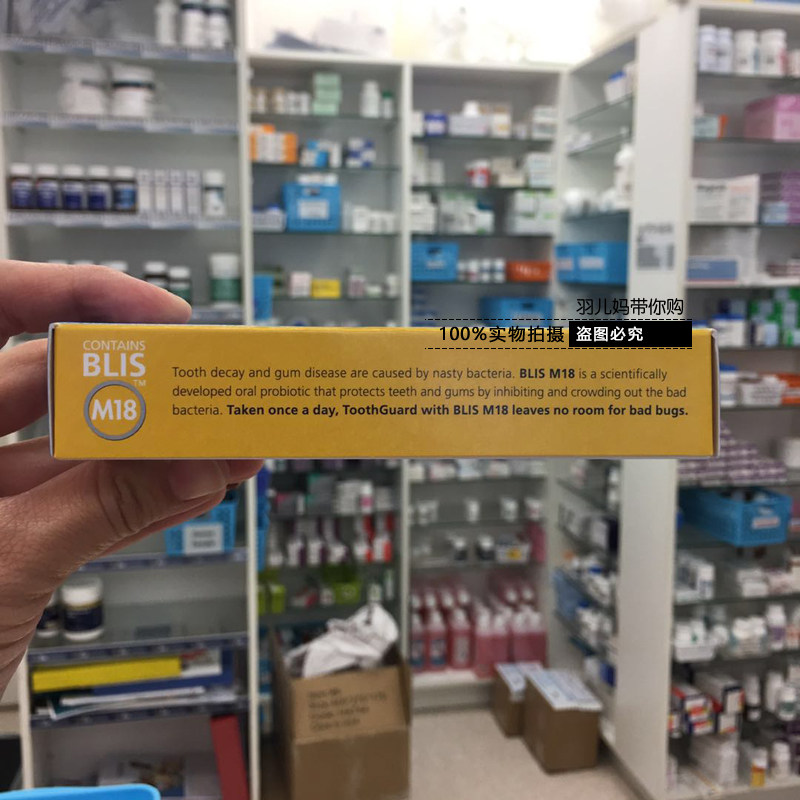 羽儿妈带你购
100%实物拍摄 盗图必究
CONTAINS
BLIS
™
M18
Tooth decay and gum disease are caused by nasty bacteria. BLIS M18 is a scientifically
developed oral probiotic that protects teeth and gums by inhibiting and crowding out the bad
bacteria. Taken once a day, ToothGuard with BLIS M18 leaves no room for bad bugs.